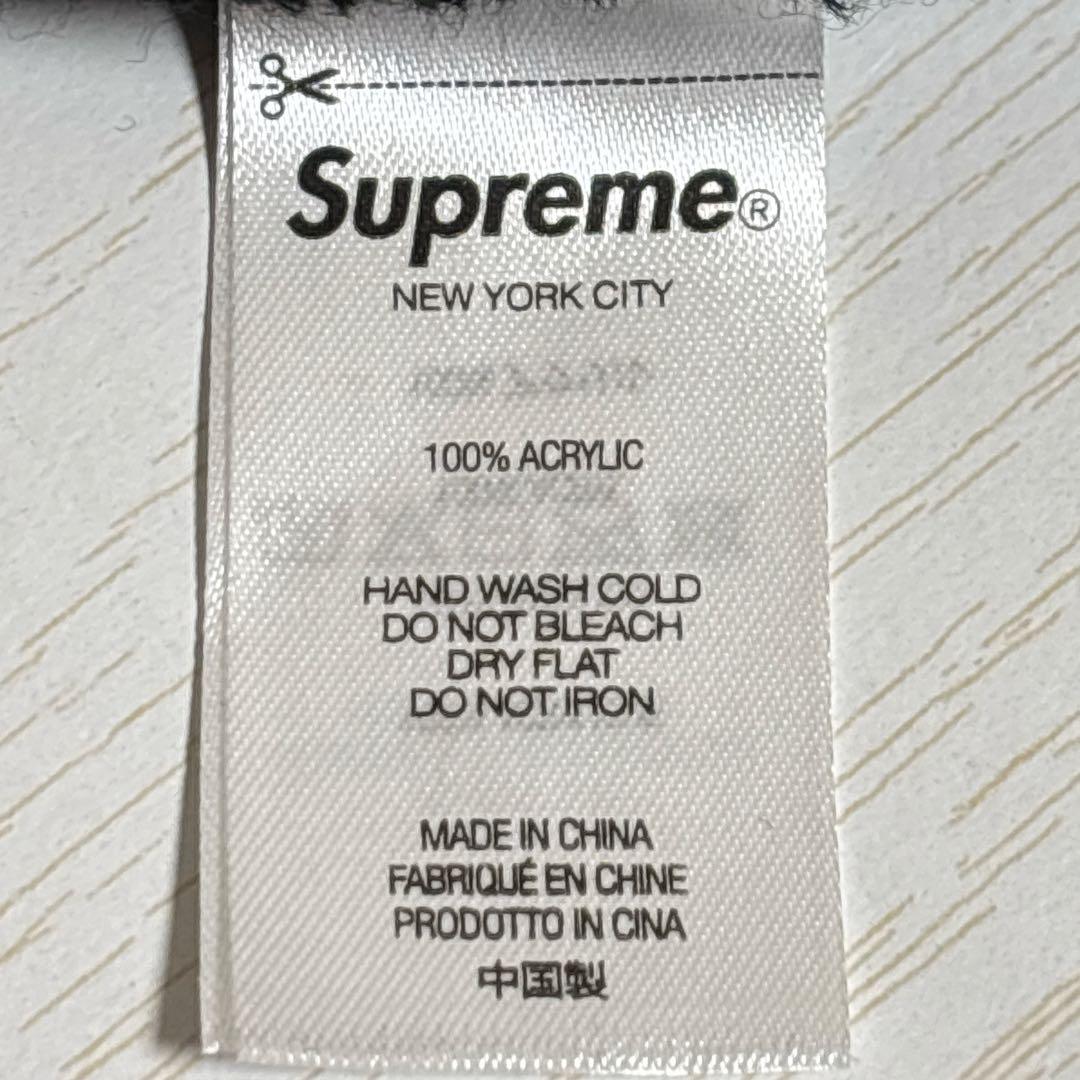 Supreme®
NEW YORK CITY
100% ACRYLIC
HAND WASH COLD
DO NOT BLEACH
DRY FLAT
DO NOT IRON
MADE IN CHINA
FABRIQUÉ EN CHINE
PRODOTTO IN CINA
中国製